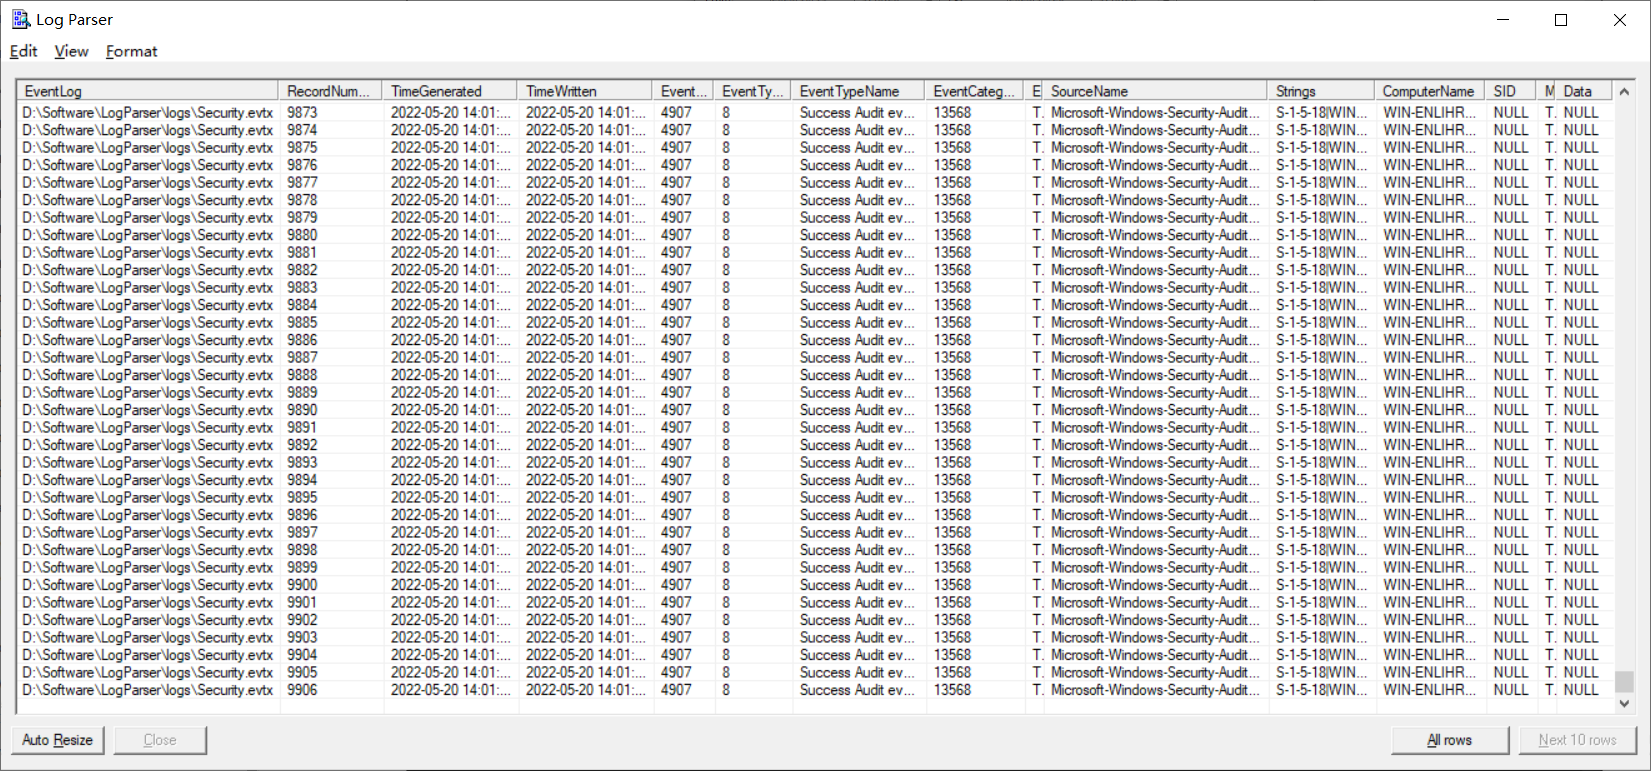 Log Parser
Edit View Format
EventLog RecordNum... TimeGenerated TimeWritten Event... EventTy... EventTypeName EventCateg... E SourceName Strings ComputerName SID M Data
D:\Software\LogParser\logs\Security.evtx 9873 2022-05-20 14:01:... 2022-05-20 14:01:... 4907 8 Success Audit ev... 13568 T. Microsoft-Windows-Security-Audit... S-1-5-18|WIN... WIN-ENLIHR... NULL T. NULL
D:\Software\LogParser\logs\Security.evtx 9874 2022-05-20 14:01:... 2022-05-20 14:01:... 4907 8 Success Audit ev... 13568 T. Microsoft-Windows-Security-Audit... S-1-5-18|WIN... WIN-ENLIHR... NULL T. NULL
D:\Software\LogParser\logs\Security.evtx 9875 2022-05-20 14:01:... 2022-05-20 14:01:... 4907 8 Success Audit ev... 13568 T. Microsoft-Windows-Security-Audit... S-1-5-18|WIN... WIN-ENLIHR... NULL T. NULL
D:\Software\LogParser\logs\Security.evtx 9876 2022-05-20 14:01:... 2022-05-20 14:01:... 4907 8 Success Audit ev... 13568 T. Microsoft-Windows-Security-Audit... S-1-5-18|WIN... WIN-ENLIHR... NULL T. NULL
D:\Software\LogParser\logs\Security.evtx 9877 2022-05-20 14:01:... 2022-05-20 14:01:... 4907 8 Success Audit ev... 13568 T. Microsoft-Windows-Security-Audit... S-1-5-18|WIN... WIN-ENLIHR... NULL T. NULL
D:\Software\LogParser\logs\Security.evtx 9878 2022-05-20 14:01:... 2022-05-20 14:01:... 4907 8 Success Audit ev... 13568 T. Microsoft-Windows-Security-Audit... S-1-5-18|WIN... WIN-ENLIHR... NULL T. NULL
D:\Software\LogParser\logs\Security.evtx 9879 2022-05-20 14:01:... 2022-05-20 14:01:... 4907 8 Success Audit ev... 13568 T. Microsoft-Windows-Security-Audit... S-1-5-18|WIN... WIN-ENLIHR... NULL T. NULL
D:\Software\LogParser\logs\Security.evtx 9880 2022-05-20 14:01:... 2022-05-20 14:01:... 4907 8 Success Audit ev... 13568 T. Microsoft-Windows-Security-Audit... S-1-5-18|WIN... WIN-ENLIHR... NULL T. NULL
D:\Software\LogParser\logs\Security.evtx 9881 2022-05-20 14:01:... 2022-05-20 14:01:... 4907 8 Success Audit ev... 13568 T. Microsoft-Windows-Security-Audit... S-1-5-18|WIN... WIN-ENLIHR... NULL T. NULL
D:\Software\LogParser\logs\Security.evtx 9882 2022-05-20 14:01:... 2022-05-20 14:01:... 4907 8 Success Audit ev... 13568 T. Microsoft-Windows-Security-Audit... S-1-5-18|WIN... WIN-ENLIHR... NULL T. NULL
D:\Software\LogParser\logs\Security.evtx 9883 2022-05-20 14:01:... 2022-05-20 14:01:... 4907 8 Success Audit ev... 13568 T. Microsoft-Windows-Security-Audit... S-1-5-18|WIN... WIN-ENLIHR... NULL T. NULL
D:\Software\LogParser\logs\Security.evtx 9884 2022-05-20 14:01:... 2022-05-20 14:01:... 4907 8 Success Audit ev... 13568 T. Microsoft-Windows-Security-Audit... S-1-5-18|WIN... WIN-ENLIHR... NULL T. NULL
D:\Software\LogParser\logs\Security.evtx 9885 2022-05-20 14:01:... 2022-05-20 14:01:... 4907 8 Success Audit ev... 13568 T. Microsoft-Windows-Security-Audit... S-1-5-18|WIN... WIN-ENLIHR... NULL T. NULL
D:\Software\LogParser\logs\Security.evtx 9886 2022-05-20 14:01:... 2022-05-20 14:01:... 4907 8 Success Audit ev... 13568 T. Microsoft-Windows-Security-Audit... S-1-5-18|WIN... WIN-ENLIHR... NULL T. NULL
D:\Software\LogParser\logs\Security.evtx 9887 2022-05-20 14:01:... 2022-05-20 14:01:... 4907 8 Success Audit ev... 13568 T. Microsoft-Windows-Security-Audit... S-1-5-18|WIN... WIN-ENLIHR... NULL T. NULL
D:\Software\LogParser\logs\Security.evtx 9888 2022-05-20 14:01:... 2022-05-20 14:01:... 4907 8 Success Audit ev... 13568 T. Microsoft-Windows-Security-Audit... S-1-5-18|WIN... WIN-ENLIHR... NULL T. NULL
D:\Software\LogParser\logs\Security.evtx 9889 2022-05-20 14:01:... 2022-05-20 14:01:... 4907 8 Success Audit ev... 13568 T. Microsoft-Windows-Security-Audit... S-1-5-18|WIN... WIN-ENLIHR... NULL T. NULL
D:\Software\LogParser\logs\Security.evtx 9890 2022-05-20 14:01:... 2022-05-20 14:01:... 4907 8 Success Audit ev... 13568 T. Microsoft-Windows-Security-Audit... S-1-5-18|WIN... WIN-ENLIHR... NULL T. NULL
D:\Software\LogParser\logs\Security.evtx 9891 2022-05-20 14:01:... 2022-05-20 14:01:... 4907 8 Success Audit ev... 13568 T. Microsoft-Windows-Security-Audit... S-1-5-18|WIN... WIN-ENLIHR... NULL T. NULL
D:\Software\LogParser\logs\Security.evtx 9892 2022-05-20 14:01:... 2022-05-20 14:01:... 4907 8 Success Audit ev... 13568 T. Microsoft-Windows-Security-Audit... S-1-5-18|WIN... WIN-ENLIHR... NULL T. NULL
D:\Software\LogParser\logs\Security.evtx 9893 2022-05-20 14:01:... 2022-05-20 14:01:... 4907 8 Success Audit ev... 13568 T. Microsoft-Windows-Security-Audit... S-1-5-18|WIN... WIN-ENLIHR... NULL T. NULL
D:\Software\LogParser\logs\Security.evtx 9894 2022-05-20 14:01:... 2022-05-20 14:01:... 4907 8 Success Audit ev... 13568 T. Microsoft-Windows-Security-Audit... S-1-5-18|WIN... WIN-ENLIHR... NULL T. NULL
D:\Software\LogParser\logs\Security.evtx 9895 2022-05-20 14:01:... 2022-05-20 14:01:... 4907 8 Success Audit ev... 13568 T. Microsoft-Windows-Security-Audit... S-1-5-18|WIN... WIN-ENLIHR... NULL T. NULL
D:\Software\LogParser\logs\Security.evtx 9896 2022-05-20 14:01:... 2022-05-20 14:01:... 4907 8 Success Audit ev... 13568 T. Microsoft-Windows-Security-Audit... S-1-5-18|WIN... WIN-ENLIHR... NULL T. NULL
D:\Software\LogParser\logs\Security.evtx 9897 2022-05-20 14:01:... 2022-05-20 14:01:... 4907 8 Success Audit ev... 13568 T. Microsoft-Windows-Security-Audit... S-1-5-18|WIN... WIN-ENLIHR... NULL T. NULL
D:\Software\LogParser\logs\Security.evtx 9898 2022-05-20 14:01:... 2022-05-20 14:01:... 4907 8 Success Audit ev... 13568 T. Microsoft-Windows-Security-Audit... S-1-5-18|WIN... WIN-ENLIHR... NULL T. NULL
D:\Software\LogParser\logs\Security.evtx 9899 2022-05-20 14:01:... 2022-05-20 14:01:... 4907 8 Success Audit ev... 13568 T. Microsoft-Windows-Security-Audit... S-1-5-18|WIN... WIN-ENLIHR... NULL T. NULL
D:\Software\LogParser\logs\Security.evtx 9900 2022-05-20 14:01:... 2022-05-20 14:01:... 4907 8 Success Audit ev... 13568 T. Microsoft-Windows-Security-Audit... S-1-5-18|WIN... WIN-ENLIHR... NULL T. NULL
D:\Software\LogParser\logs\Security.evtx 9901 2022-05-20 14:01:... 2022-05-20 14:01:... 4907 8 Success Audit ev... 13568 T. Microsoft-Windows-Security-Audit... S-1-5-18|WIN... WIN-ENLIHR... NULL T. NULL
D:\Software\LogParser\logs\Security.evtx 9902 2022-05-20 14:01:... 2022-05-20 14:01:... 4907 8 Success Audit ev... 13568 T. Microsoft-Windows-Security-Audit... S-1-5-18|WIN... WIN-ENLIHR... NULL T. NULL
D:\Software\LogParser\logs\Security.evtx 9903 2022-05-20 14:01:... 2022-05-20 14:01:... 4907 8 Success Audit ev... 13568 T. Microsoft-Windows-Security-Audit... S-1-5-18|WIN... WIN-ENLIHR... NULL T. NULL
D:\Software\LogParser\logs\Security.evtx 9904 2022-05-20 14:01:... 2022-05-20 14:01:... 4907 8 Success Audit ev... 13568 T. Microsoft-Windows-Security-Audit... S-1-5-18|WIN... WIN-ENLIHR... NULL T. NULL
D:\Software\LogParser\logs\Security.evtx 9905 2022-05-20 14:01:... 2022-05-20 14:01:... 4907 8 Success Audit ev... 13568 T. Microsoft-Windows-Security-Audit... S-1-5-18|WIN... WIN-ENLIHR... NULL T. NULL
D:\Software\LogParser\logs\Security.evtx 9906 2022-05-20 14:01:... 2022-05-20 14:01:... 4907 8 Success Audit ev... 13568 T. Microsoft-Windows-Security-Audit... S-1-5-18|WIN... WIN-ENLIHR... NULL T. NULL
Auto Resize Close All rows Next 10 rows